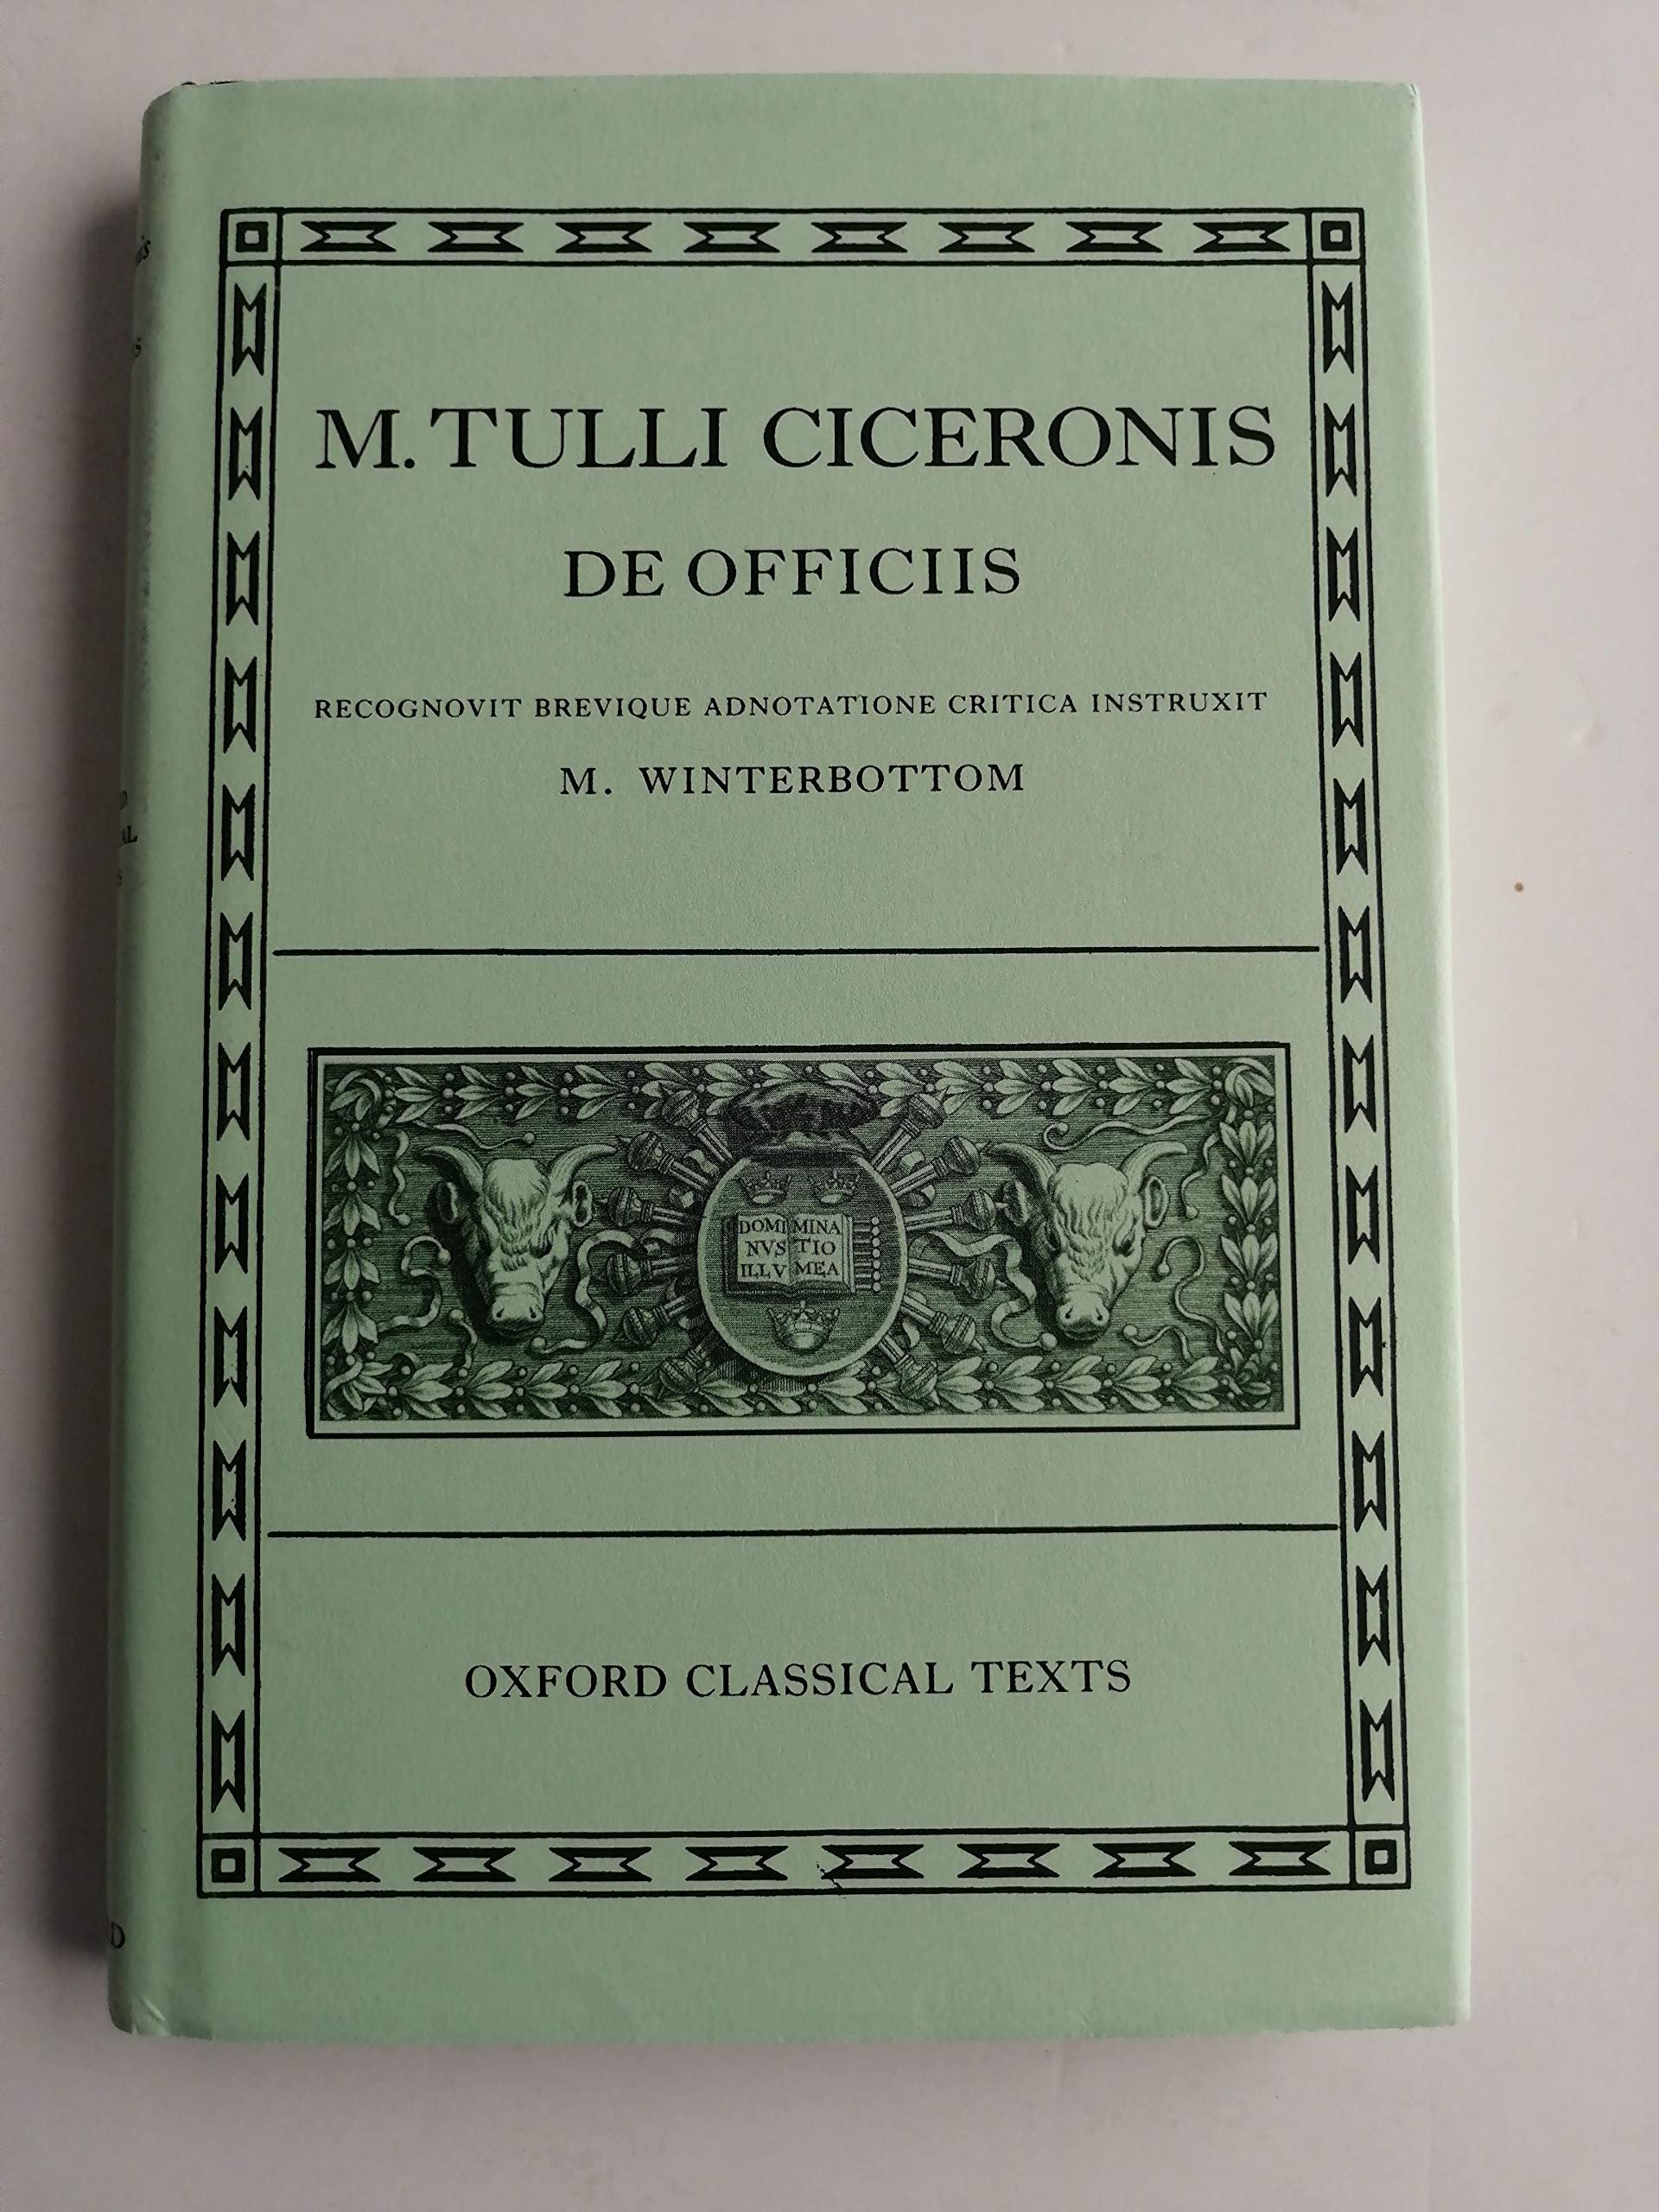 M. TULLI CICERONIS
DE OFFICIIS
RECOGNOVIT BREVIQUE ADNOTATIONE CRITICA INSTRUXIT
M. WINTERBOTTOM
DOMI MINA
NVS TIO
ILLV MEA
OXFORD CLASSICAL TEXTS